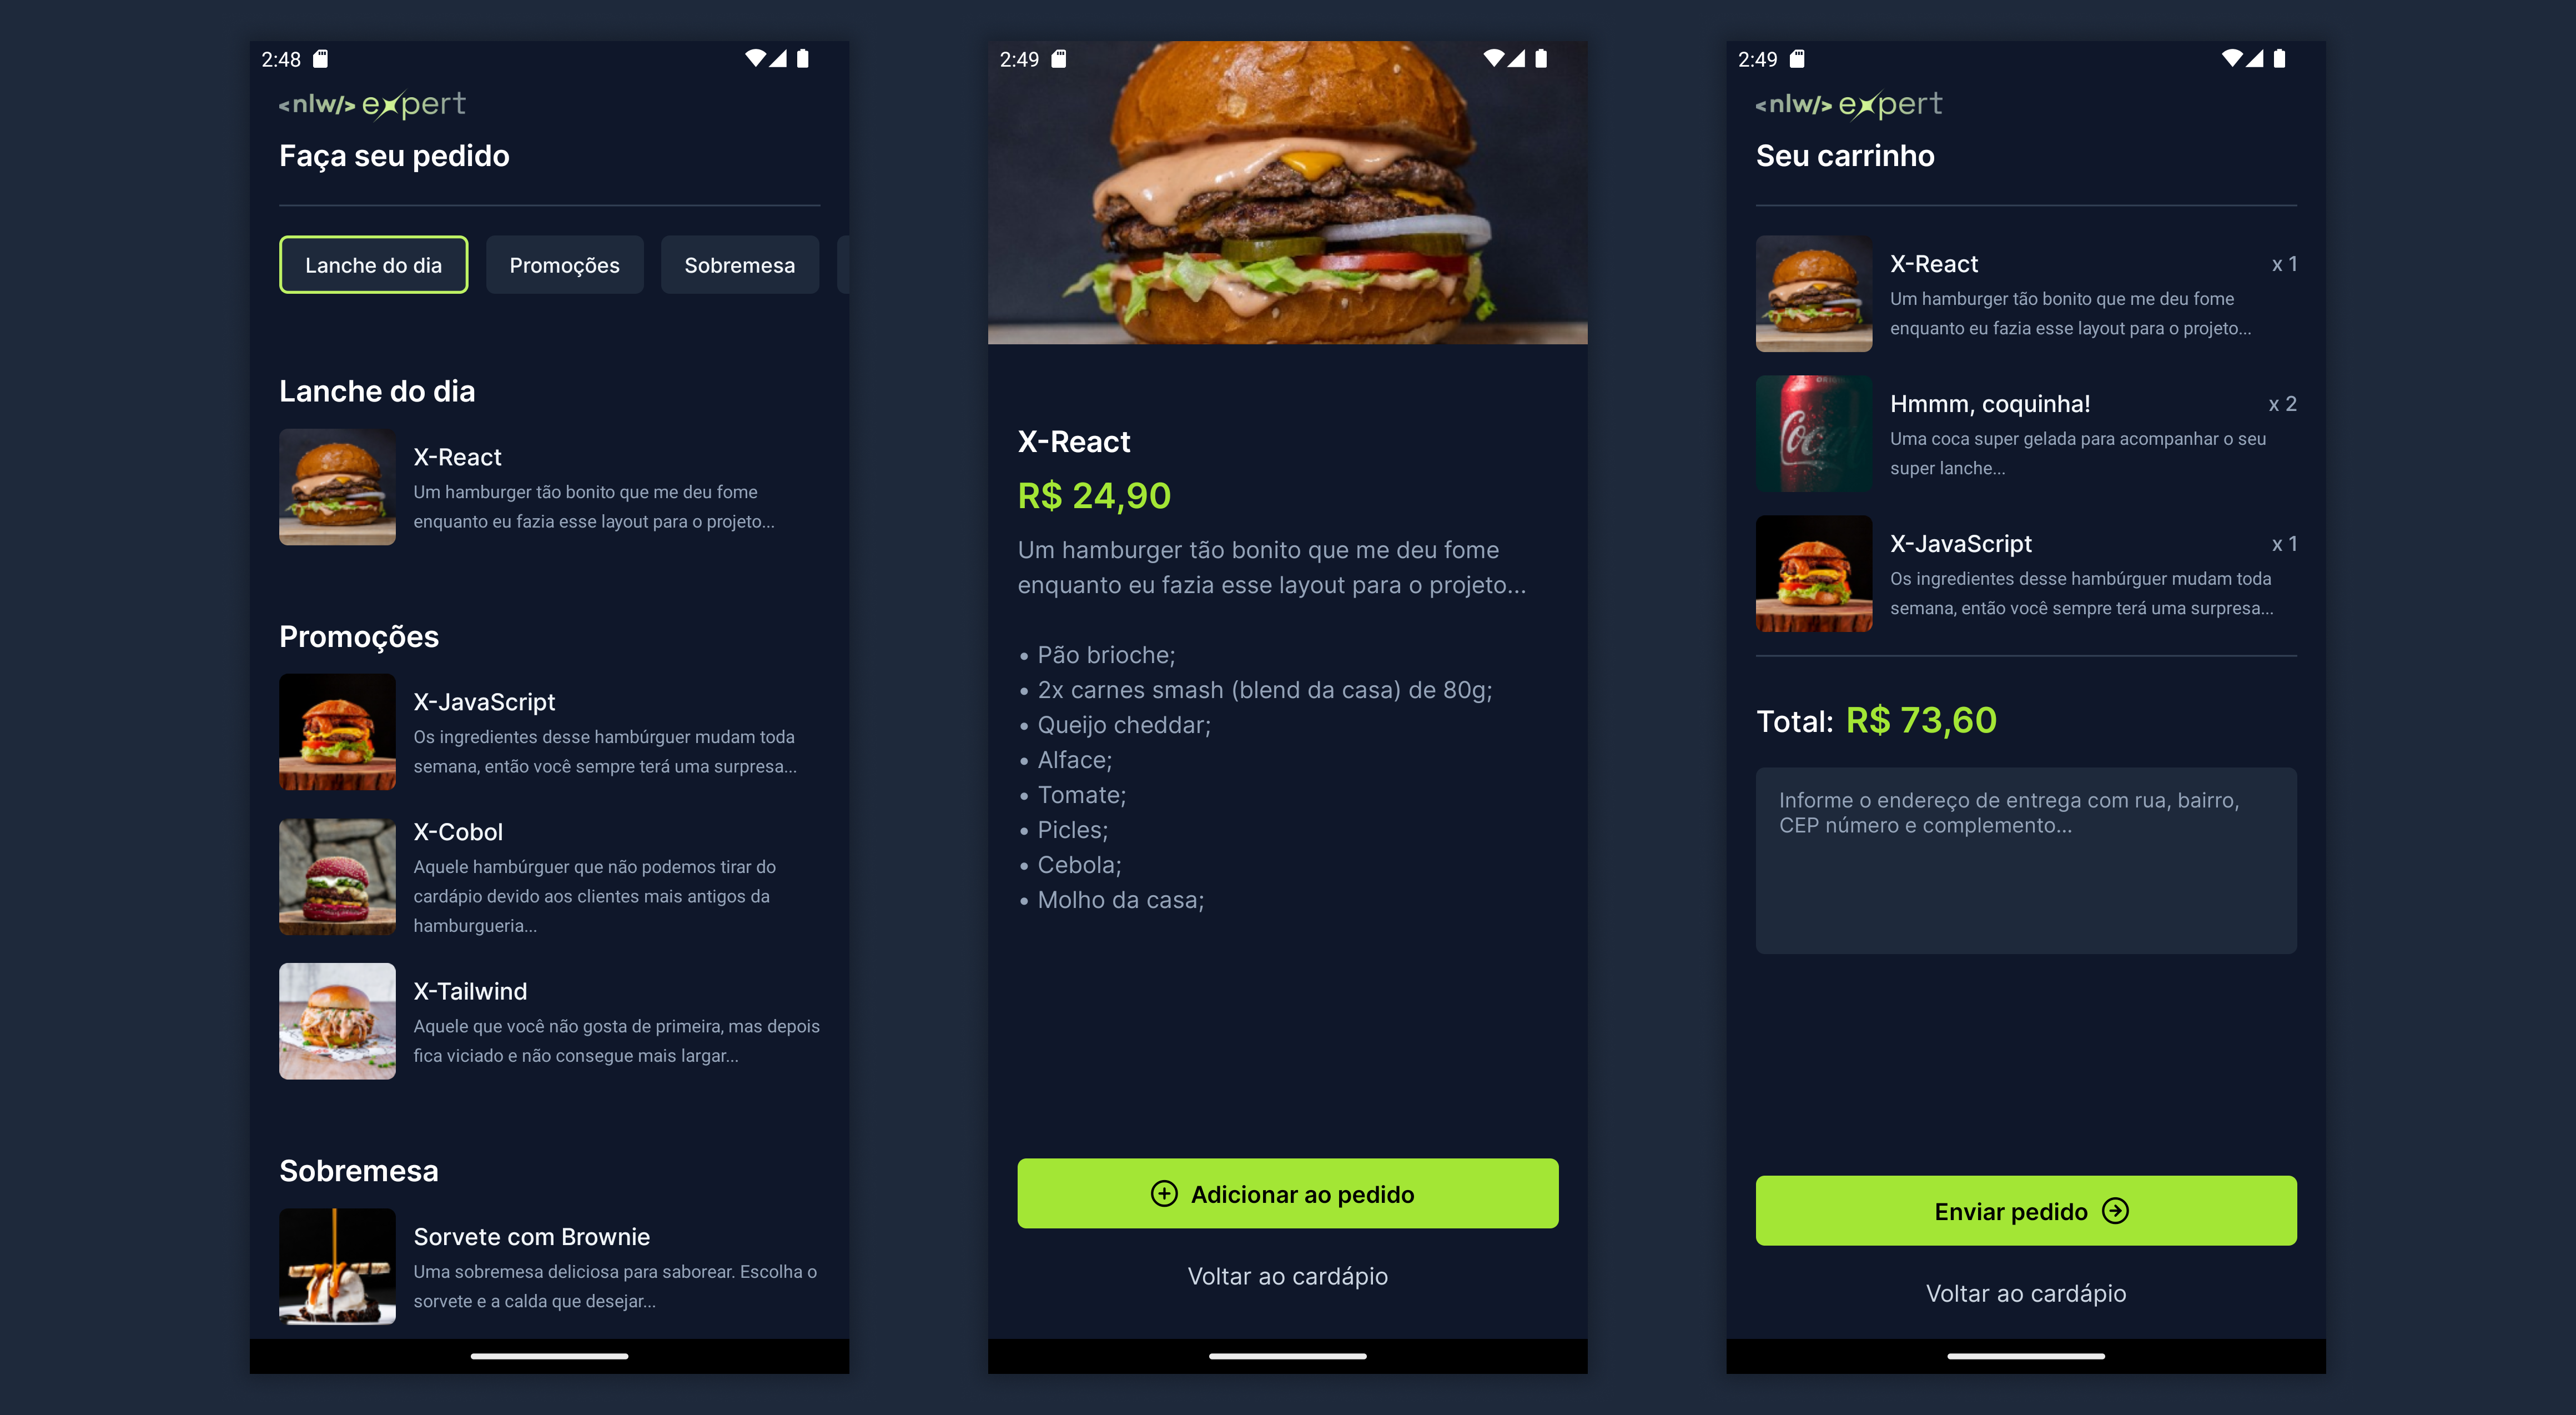 2:48
<nlw/> expert
Faça seu pedido
Lanche do dia
Promoções
Sobremesa
Lanche do dia
X-React
Um hamburger tão bonito que me deu fome
enquanto eu fazia esse layout para o projeto...
Promoções
X-JavaScript
Os ingredientes desse hambúrguer mudam toda
semana, então você sempre terá uma surpresa...
X-Cobol
Aquele hambúrguer que não podemos tirar do
cardápio devido aos clientes mais antigos da
hamburgueria...
X-Tailwind
Aquele que você não gosta de primeira, mas depois
fica viciado e não consegue mais largar...
Sobremesa
Sorvete com Brownie
Uma sobremesa deliciosa para saborear. Escolha o
sorvete e a calda que desejar...
2:49
X-React
R$ 24,90
Um hamburger tão bonito que me deu fome
enquanto eu fazia esse layout para o projeto...
• Pão brioche;
• 2x carnes smash (blend da casa) de 80g;
• Queijo cheddar;
• Alface;
• Tomate;
• Picles;
• Cebola;
• Molho da casa;
Adicionar ao pedido
Voltar ao cardápio
2:49
<nlw/> expert
Seu carrinho
X-React x 1
Um hamburger tão bonito que me deu fome
enquanto eu fazia esse layout para o projeto...
Hmmm, coquinha! x 2
Uma coca super gelada para acompanhar o seu
super lanche...
Coca
X-JavaScript x 1
Os ingredientes desse hambúrguer mudam toda
semana, então você sempre terá uma surpresa...
Total: R$ 73,60
Informe o endereço de entrega com rua, bairro,
CEP número e complemento...
Enviar pedido
Voltar ao cardápio